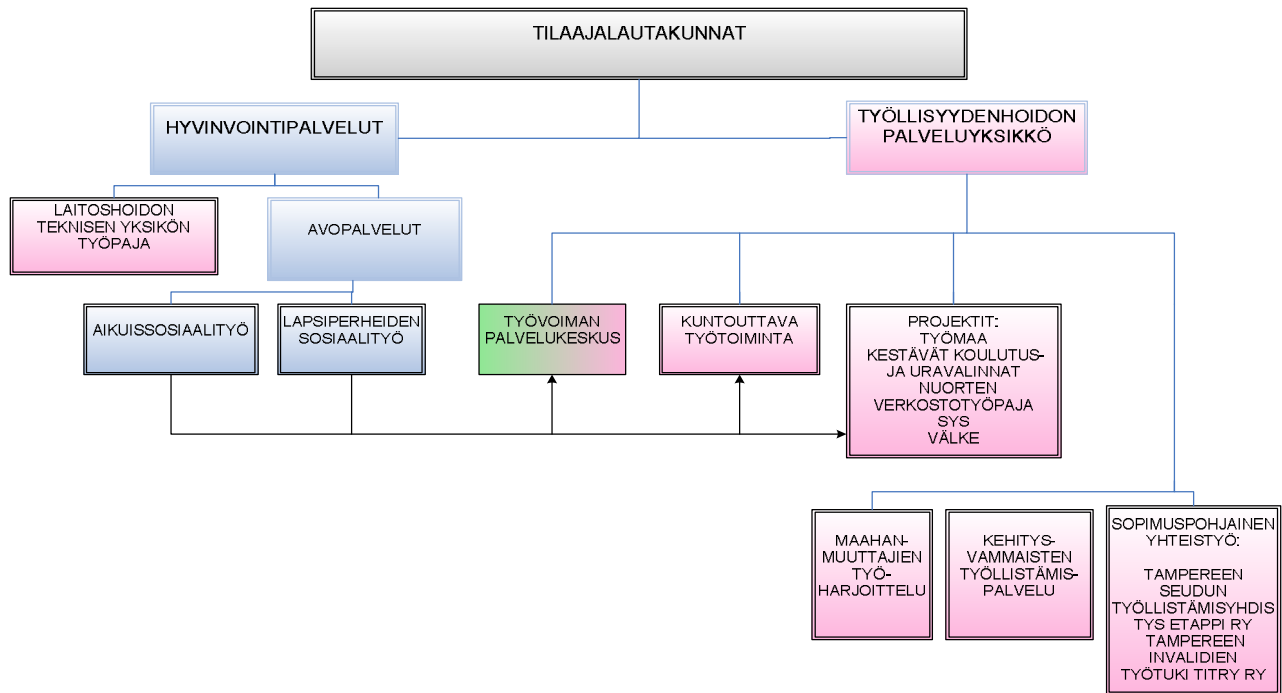 TILAAJALAUTAKUNNAT
HYVINVOINTIPALVELUT
TYÖLLISYYDENHOIDON
PALVELUYKSIKKÖ
LAITOSHOIDON
TEKNISEN YKSIKÖN
TYÖPAJA
AVOPALVELUT
AIKUISSOSIAALITYÖ
LAPSIPERHEIDEN
SOSIAALITYÖ
TYÖVOIMAN
PALVELUKESKUS
KUNTOUTTAVA
TYÖTOIMINTA
PROJEKTIT:
TYÖMAA
KESTÄVÄT KOULUTUS-
JA URAVALINNAT
NUORTEN
VERKOSTOTYÖPAJA
SYS
VÄLKE
MAAHAN-
MUUTTAJIEN
TYÖ-
HARJOITTELU
KEHITYS-
VAMMAISTEN
TYÖLLISTÄMIS-
PALVELU
SOPIMUSPOHJAINEN
YHTEISTYÖ:
TAMPEREEN
SEUDUN
TYÖLLISTÄMISYHDIS
TYS ETAPPI RY
TAMPEREEN
INVALIDIEN
TYÖTUKI TITRY RY